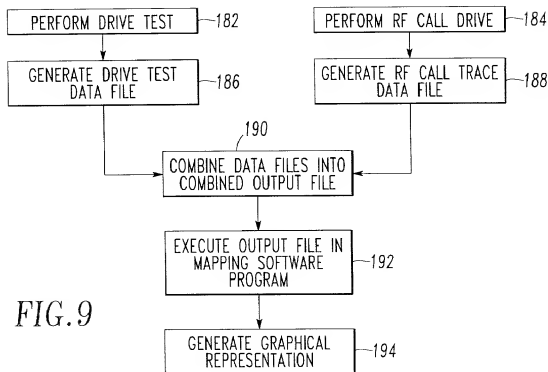 PERFORM DRIVE TEST
182
PERFORM RF CALL DRIVE
184
GENERATE DRIVE TEST
DATA FILE
186
GENERATE RF CALL TRACE
DATA FILE
188
190
COMBINE DATA FILES INTO
COMBINED OUTPUT FILE
EXECUTE OUTPUT FILE IN
MAPPING SOFTWARE
PROGRAM
192
FIG.9
GENERATE GRAPHICAL
REPRESENTATION
194